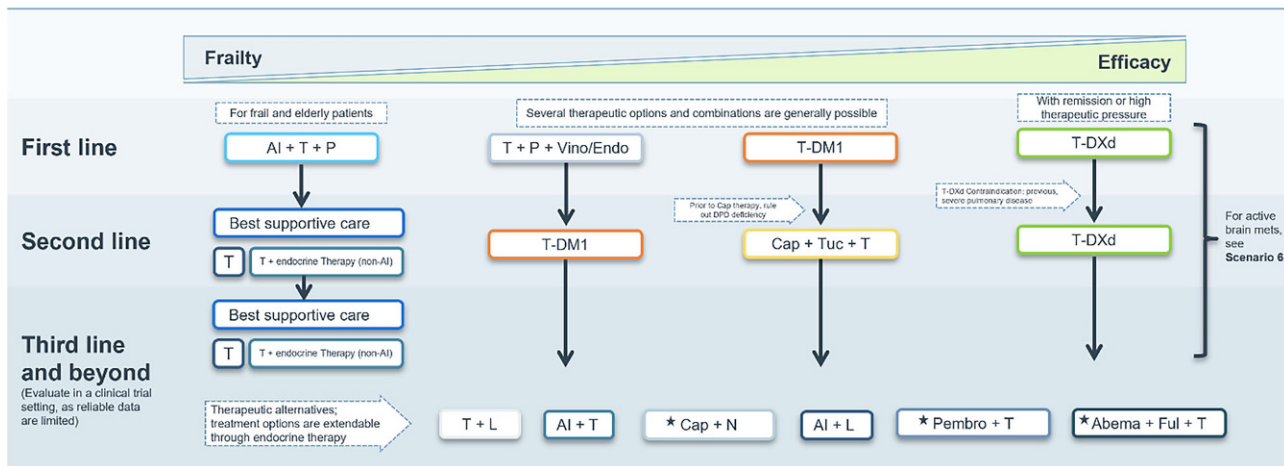 Frailty
Efficacy
First line
For frail and elderly patients
AI + T + P
Several therapeutic options and combinations are generally possible
T + P + Vino/Endo
T-DM1
With remission or high
therapeutic pressure
T-DXd
Prior to Cap therapy, rule
out DPD deficiency
T-DXd Contraindication: previous,
severe pulmonary disease
Second line
Best supportive care
T
T + endocrine Therapy (non-AI)
T-DM1
Cap + Tuc + T
T-DXd
For active
brain mets,
see
Scenario 6
Third line
and beyond
(Evaluate in a clinical trial
setting, as reliable data
are limited)
Best supportive care
T
T + endocrine Therapy (non-AI)
Therapeutic alternatives;
treatment options are extendable
through endocrine therapy
T + L
AI + T
★ Cap + N
AI + L
★ Pembro + T
★ Abema + Ful + T